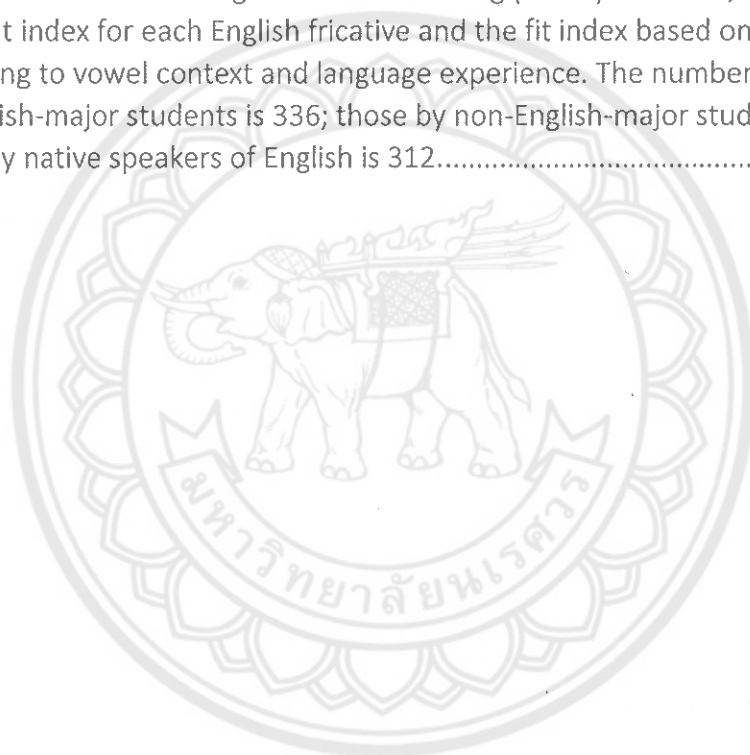 t index for each English fricative and the fit index based on
ng to vowel context and language experience. The number
ish-major students is 336; those by non-English-major stud
y native speakers of English is 312.......................................
มหาวิทยาลัยนเรศวร